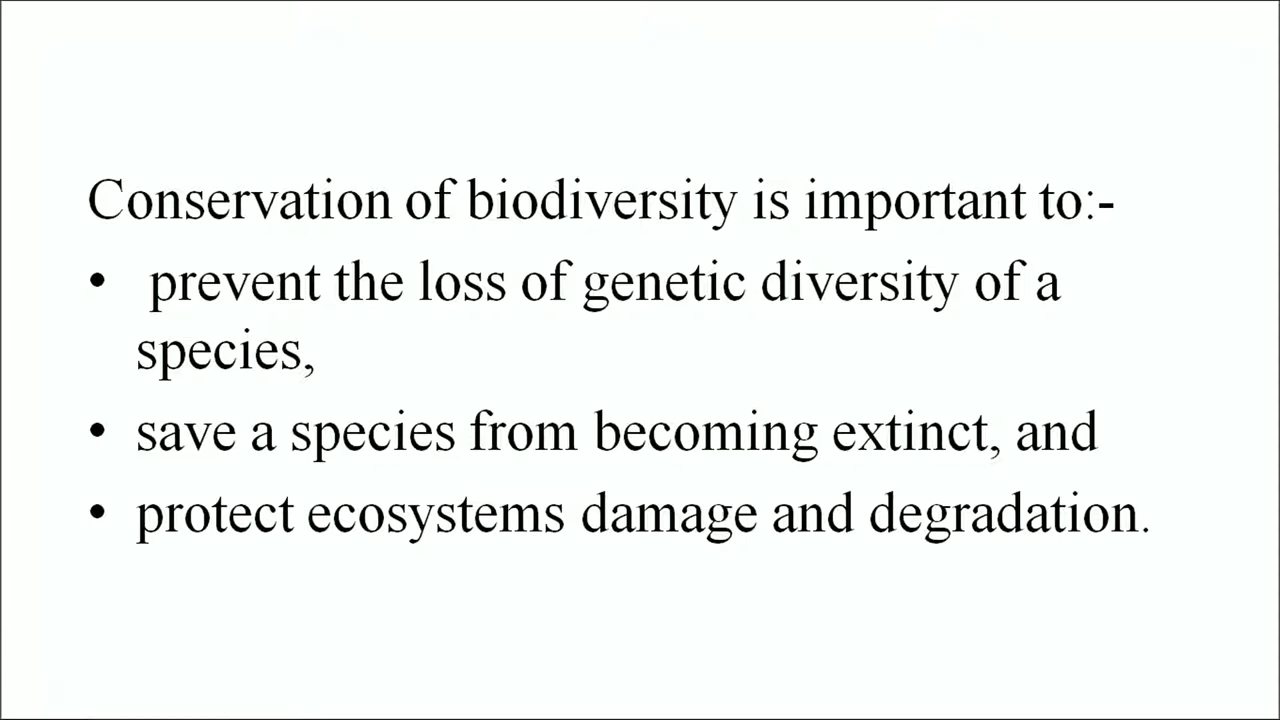 Conservation of biodiversity is important to:-
• prevent the loss of genetic diversity of a
species,
• save a species from becoming extinct, and
• protect ecosystems damage and degradation.